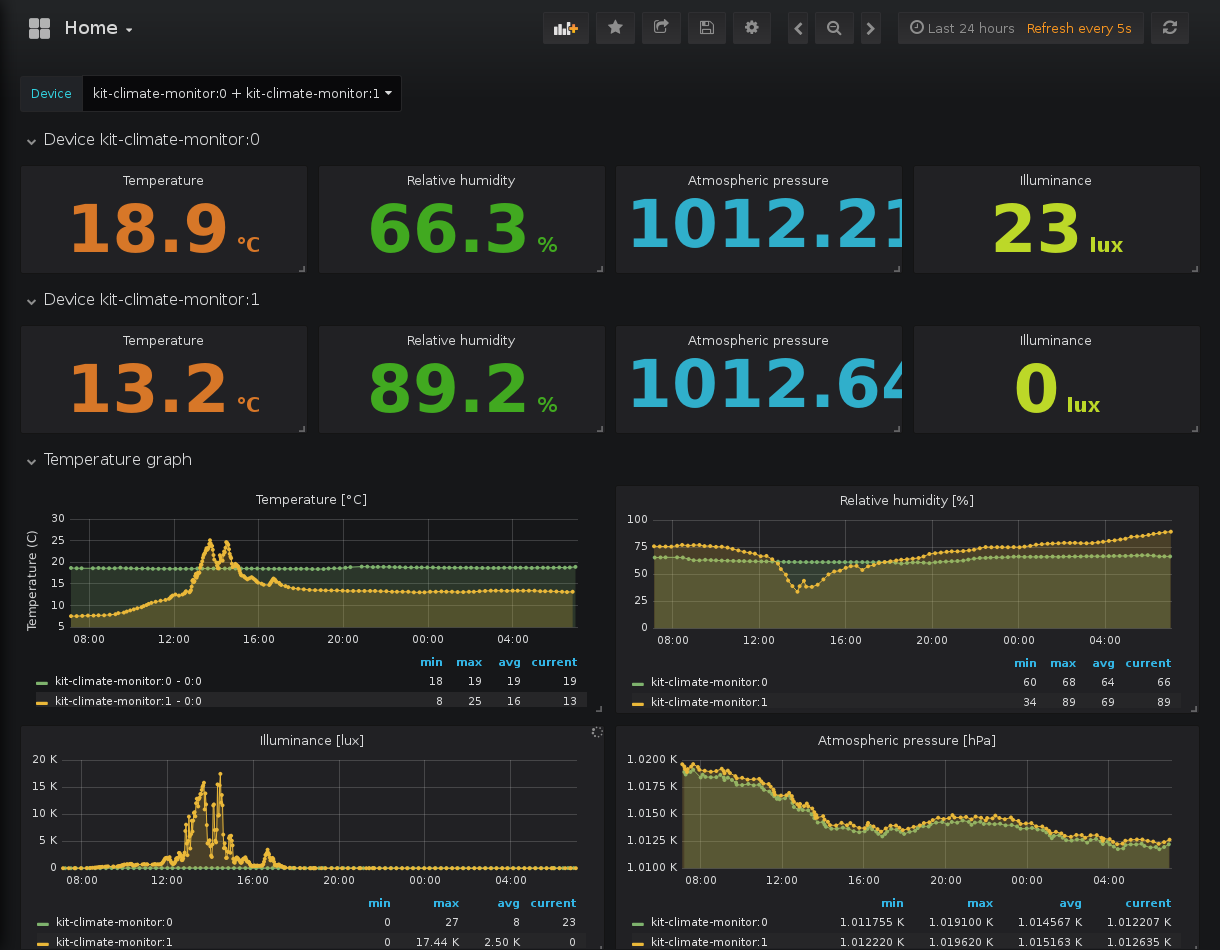 Home
Last 24 hours Refresh every 5s
Device kit-climate-monitor:0 + kit-climate-monitor:1
Device kit-climate-monitor:0
Temperature Relative humidity Atmospheric pressure Illuminance
18.9 °C 66.3 % 1012.21 23 lux
Device kit-climate-monitor:1
Temperature Relative humidity Atmospheric pressure Illuminance
13.2 °C 89.2 % 1012.64 0 lux
Temperature graph
Temperature [°C]
Temperature (C)
30
25
20
15
10
5
08:00 12:00 16:00 20:00 00:00 04:00
min max avg current
kit-climate-monitor:0 - 0:0 18 19 19 19
kit-climate-monitor:1 - 0:0 8 25 16 13
Relative humidity [%]
100
75
50
25
0
08:00 12:00 16:00 20:00 00:00 04:00
min max avg current
kit-climate-monitor:0 60 68 64 66
kit-climate-monitor:1 34 89 69 89
Illuminance [lux]
20 K
15 K
10 K
5 K
0
08:00 12:00 16:00 20:00 00:00 04:00
min max avg current
kit-climate-monitor:0 0 27 8 23
kit-climate-monitor:1 0 17.44 K 2.50 K 0
Atmospheric pressure [hPa]
1.0200 K
1.0175 K
1.0150 K
1.0125 K
1.0100 K
08:00 12:00 16:00 20:00 00:00 04:00
min max avg current
kit-climate-monitor:0 1.011755 K 1.019100 K 1.014567 K 1.012207 K
kit-climate-monitor:1 1.012220 K 1.019620 K 1.015163 K 1.012635 K